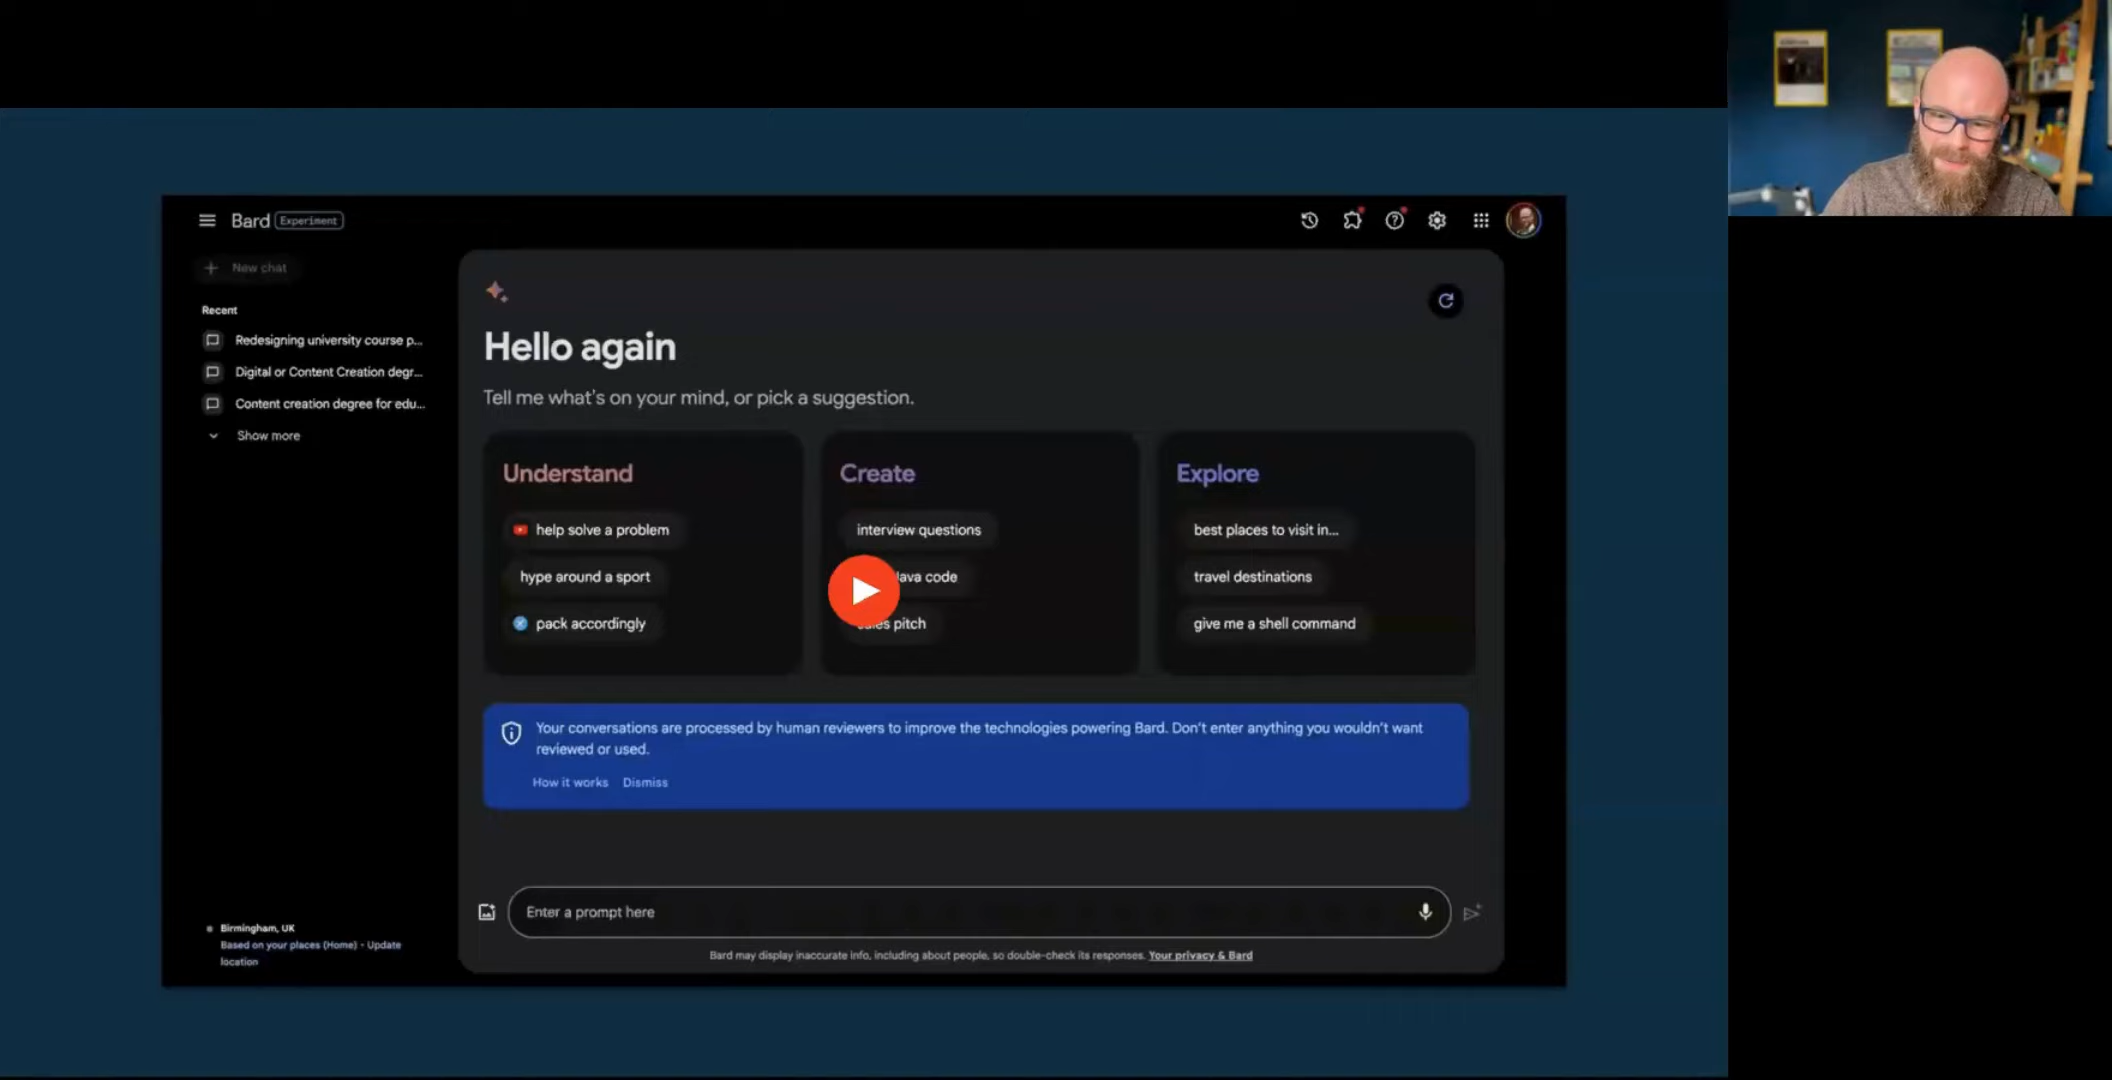 Bard Experiment
New chat
Recent
Redesigning university course p...
Digital or Content Creation degr...
Content creation degree for edu...
Show more
Hello again
Tell me what's on your mind, or pick a suggestion.
Understand
help solve a problem
hype around a sport
pack accordingly
Create
interview questions
Java code
sales pitch
Explore
best places to visit in...
travel destinations
give me a shell command
Your conversations are processed by human reviewers to improve the technologies powering Bard. Don't enter anything you wouldn't want
reviewed or used.
How it works Dismiss
Enter a prompt here
Bard may display inaccurate info, including about people, so double-check its responses. Your privacy & Bard
Birmingham, UK
Based on your places (Home) • Update
location